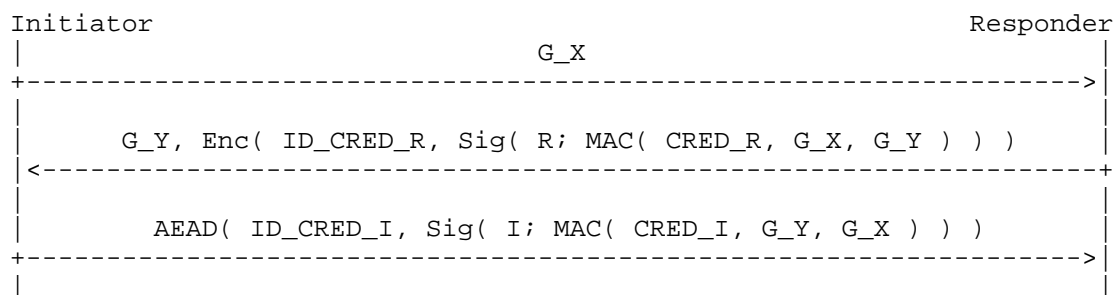 Initiator Responder
G_X
G_Y, Enc( ID_CRED_R, Sig( R; MAC( CRED_R, G_X, G_Y ) ) )
AEAD( ID_CRED_I, Sig( I; MAC( CRED_I, G_Y, G_X ) ) )